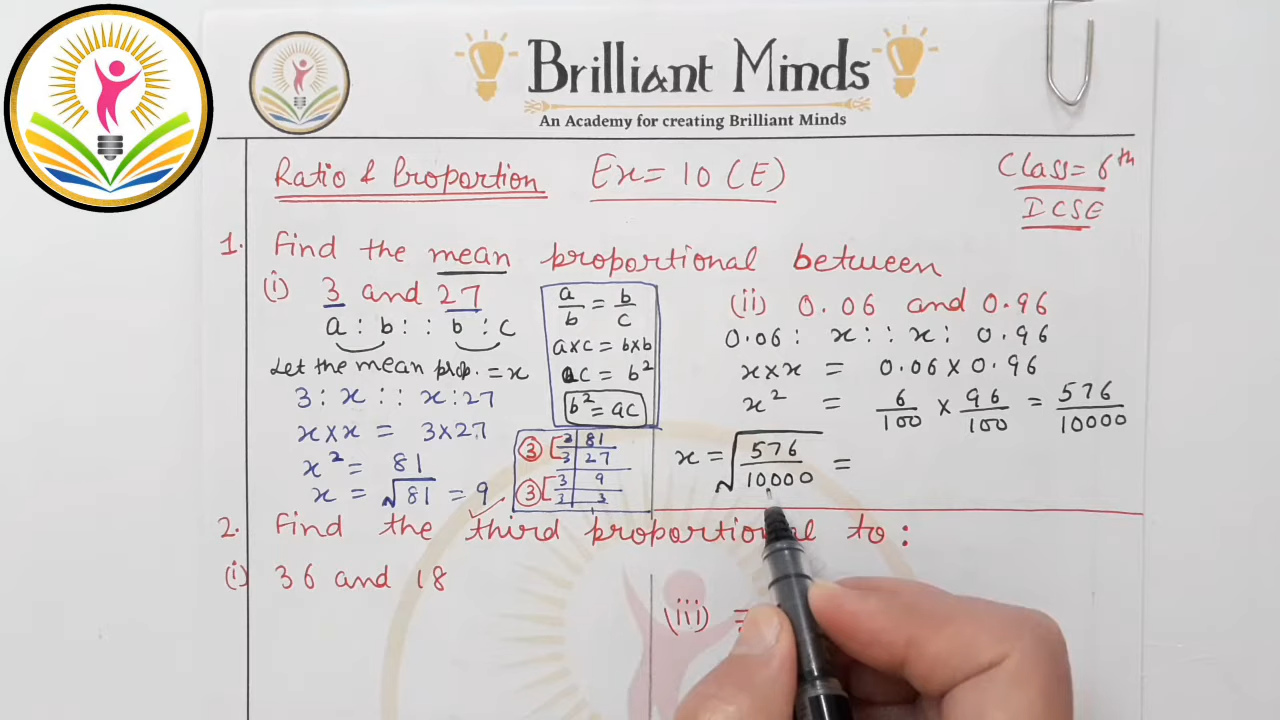 Brilliant Minds
An Academy for creating Brilliant Minds
Ratio & Proportion Ex = 10 (E)
Class = 6th
ICSE
1. Find the mean proportional between
(i) 3 and 27
a : b : : b : c
Let the mean prop. = x
3 : x : : x : 27
x × x = 3 × 27
x² = 81
x = √81 = 9
a/b = b/c
a×c = b×b
ac = b²
b² = ac
3 [ 3 | 81
3 | 27
3 [ 3 | 9
3 | 3
1
(ii) 0.06 and 0.96
0.06 : x : : x : 0.96
x×x = 0.06 × 0.96
x² = 6/100 × 96/100 = 576/10000
x = √576/10000 =
2. Find the third proportional to :
(i) 36 and 18
(iii)